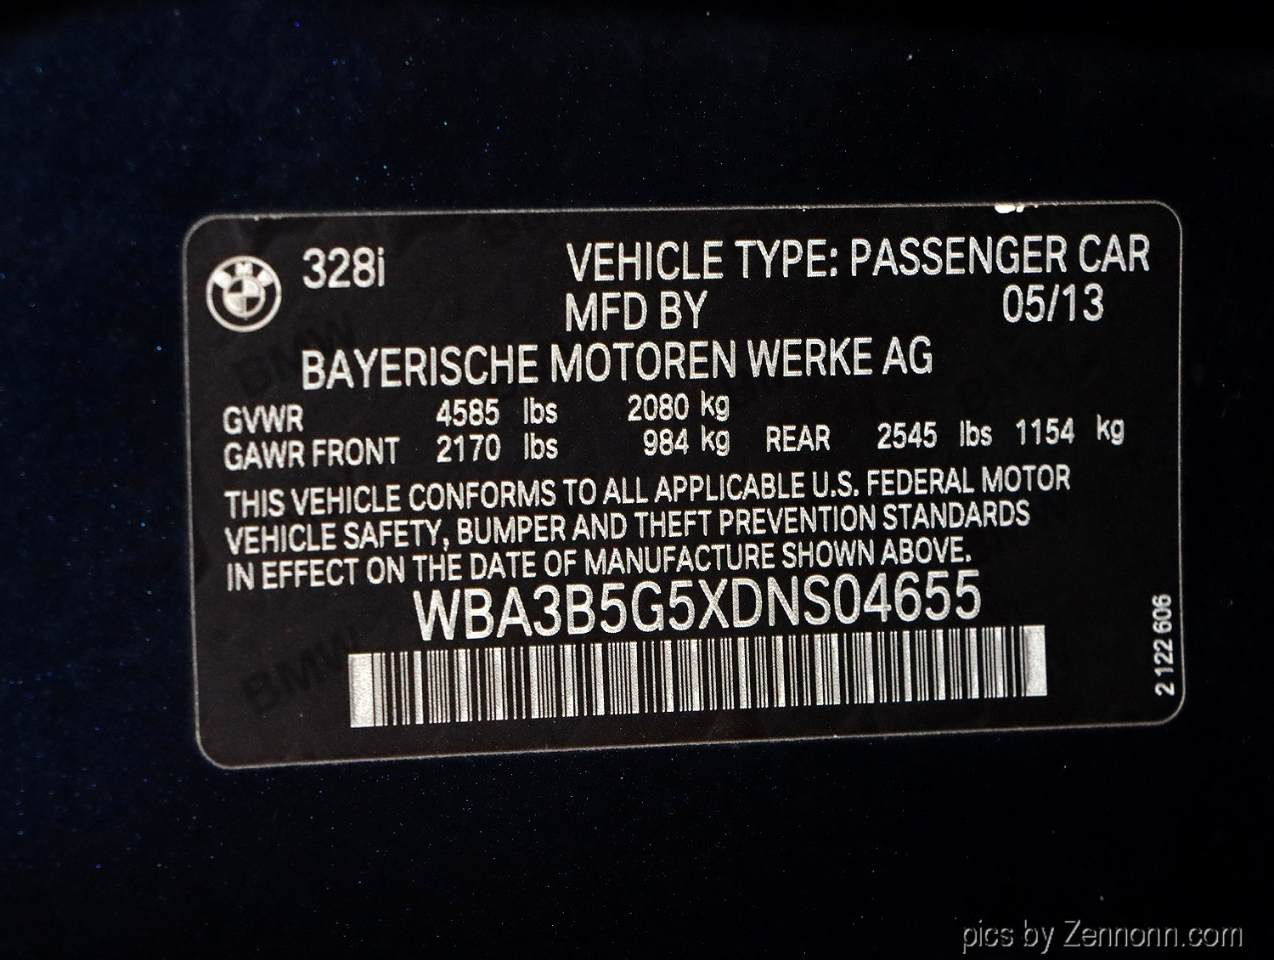 328i VEHICLE TYPE: PASSENGER CAR
MFD BY 05/13
BAYERISCHE MOTOREN WERKE AG
GVWR 4585 lbs 2080 kg
GAWR FRONT 2170 lbs 984 kg REAR 2545 lbs 1154 kg
THIS VEHICLE CONFORMS TO ALL APPLICABLE U.S. FEDERAL MOTOR
VEHICLE SAFETY, BUMPER AND THEFT PREVENTION STANDARDS
IN EFFECT ON THE DATE OF MANUFACTURE SHOWN ABOVE.
WBA3B5G5XDNS04655
2 122 606
BMW
pics by Zennonn.com